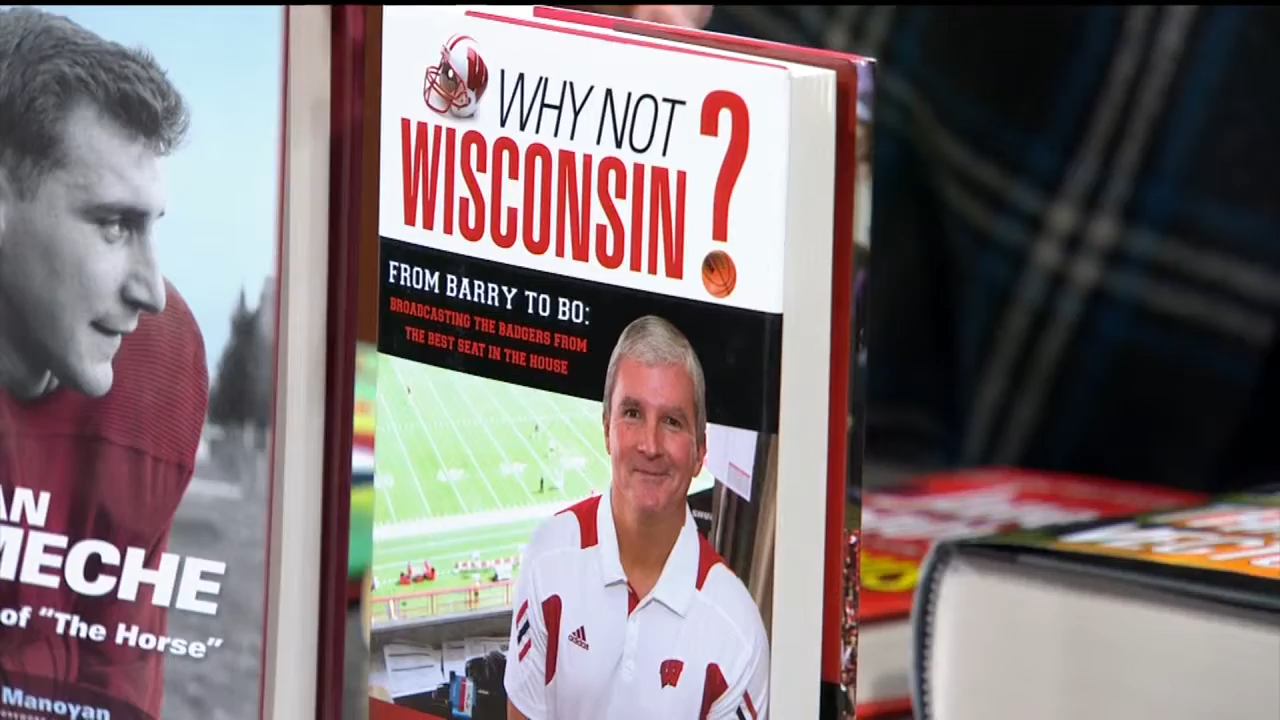 AN
MECHE
of "The Horse"
Manoyan
WHY NOT
WISCONSIN?
FROM BARRY TO BO:
BROADCASTING THE BADGERS FROM
THE BEST SEAT IN THE HOUSE
adidas
W